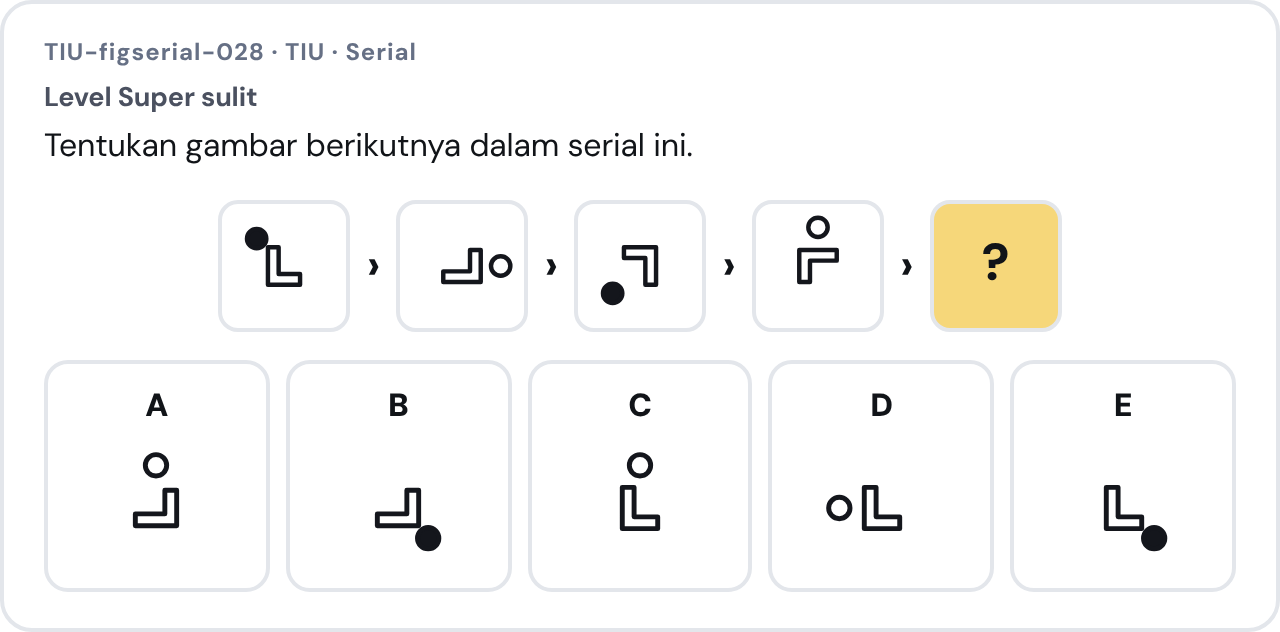 TIU-figserial-028 · TIU · Serial
Level Super sulit
Tentukan gambar berikutnya dalam serial ini.
› › › › ?
A B C D E